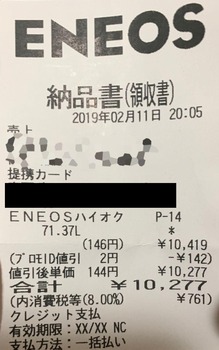 ENEOS
納品書(領収書)
2019年02月11日 20:05
売上
提携カード
ENEOSハイオク P-14
71.37L *
(146円) ¥10,419
(プロモID値引 2円 ¥-142)
値引後単価 144円 ¥10,277
合計 ¥10,277
(内消費税等(8.00%) ¥761)
クレジット支払
有効期限：XX/XX NC
支払方法：一括払い